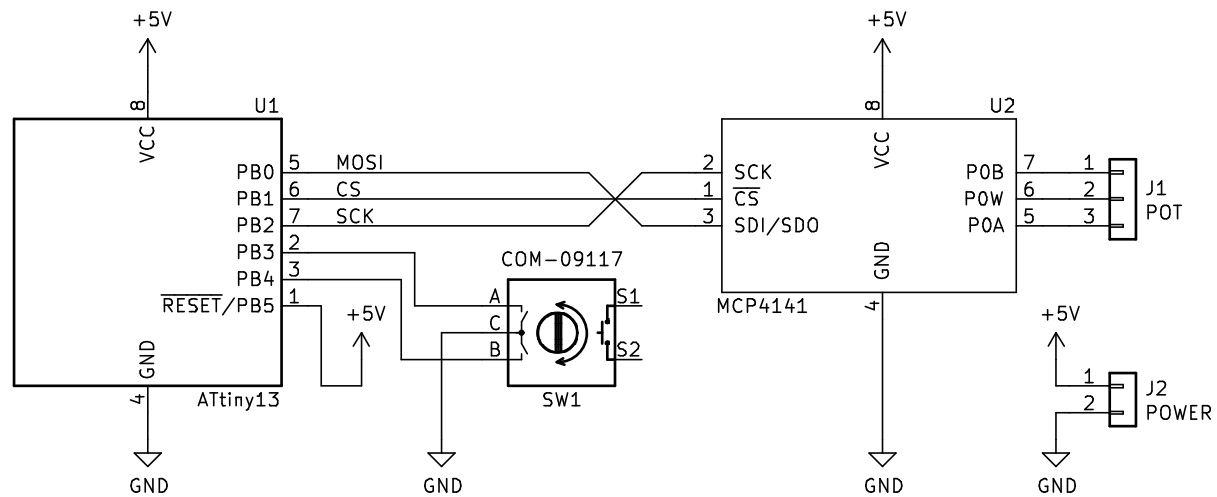 +5V
+5V
8
U1
8
U2
VCC
VCC
PB0 5 MOSI
2 SCK
P0B 7
1
PB1 6 CS
1 CS
P0W 6
2
J1
PB2 7 SCK
3 SDI/SDO
P0A 5
3
POT
PB3 2
COM-09117
GND
PB4 3
A
S1
RESET/PB5 1
+5V
C
4
MCP4141
+5V
B
S2
GND
4
ATtiny13
SW1
1
J2
2
POWER
GND
GND
GND
GND